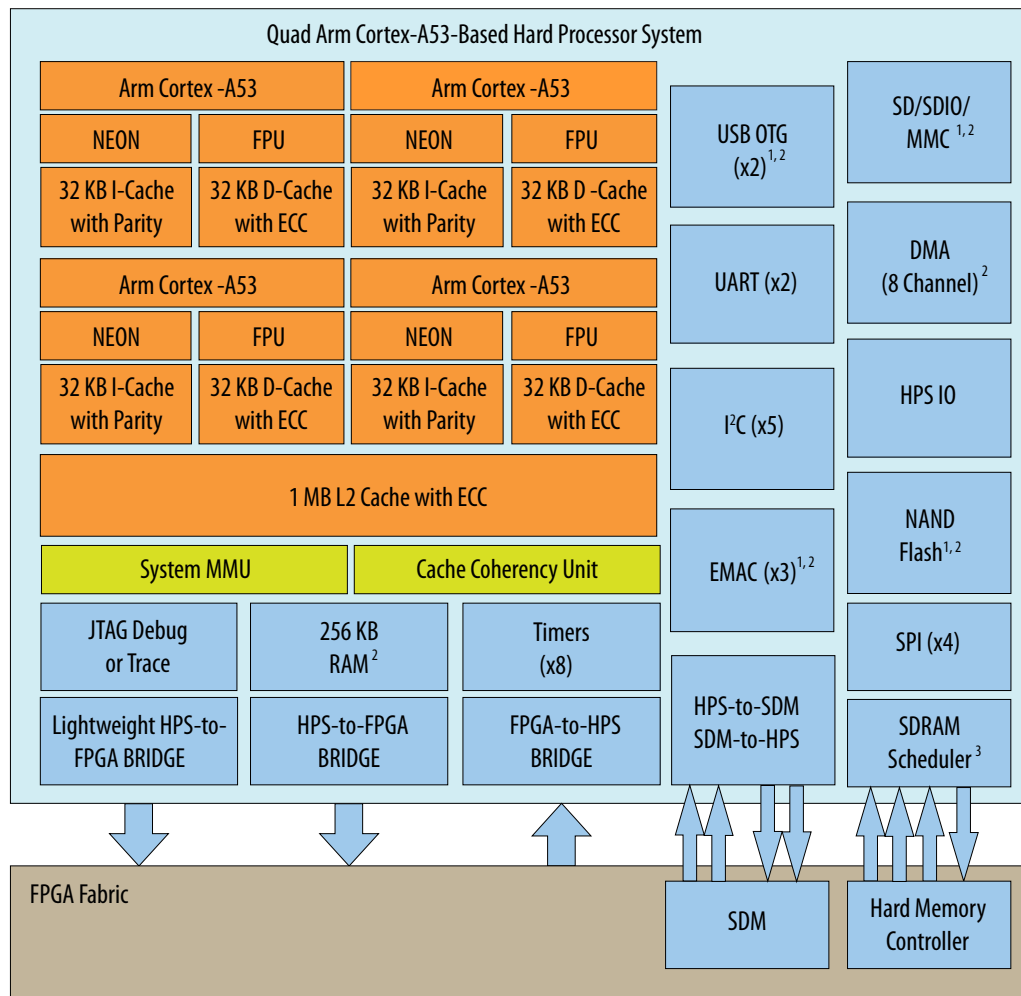 Quad Arm Cortex-A53-Based Hard Processor System
Arm Cortex -A53
NEON
FPU
32 KB I-Cache
with Parity
32 KB D-Cache
with ECC
Arm Cortex -A53
NEON
FPU
32 KB I-Cache
with Parity
32 KB D -Cache
with ECC
Arm Cortex -A53
NEON
FPU
32 KB I-Cache
with Parity
32 KB D-Cache
with ECC
Arm Cortex -A53
NEON
FPU
32 KB I-Cache
with Parity
32 KB D-Cache
with ECC
1 MB L2 Cache with ECC
System MMU
Cache Coherency Unit
JTAG Debug
or Trace
256 KB
RAM ²
Timers
(x8)
Lightweight HPS-to-
FPGA BRIDGE
HPS-to-FPGA
BRIDGE
FPGA-to-HPS
BRIDGE
USB OTG
(x2) ¹, ²
UART (x2)
I²C (x5)
EMAC (x3) ¹, ²
HPS-to-SDM
SDM-to-HPS
SD/SDIO/
MMC ¹, ²
DMA
(8 Channel) ²
HPS IO
NAND
Flash ¹, ²
SPI (x4)
SDRAM
Scheduler ³
FPGA Fabric
SDM
Hard Memory
Controller